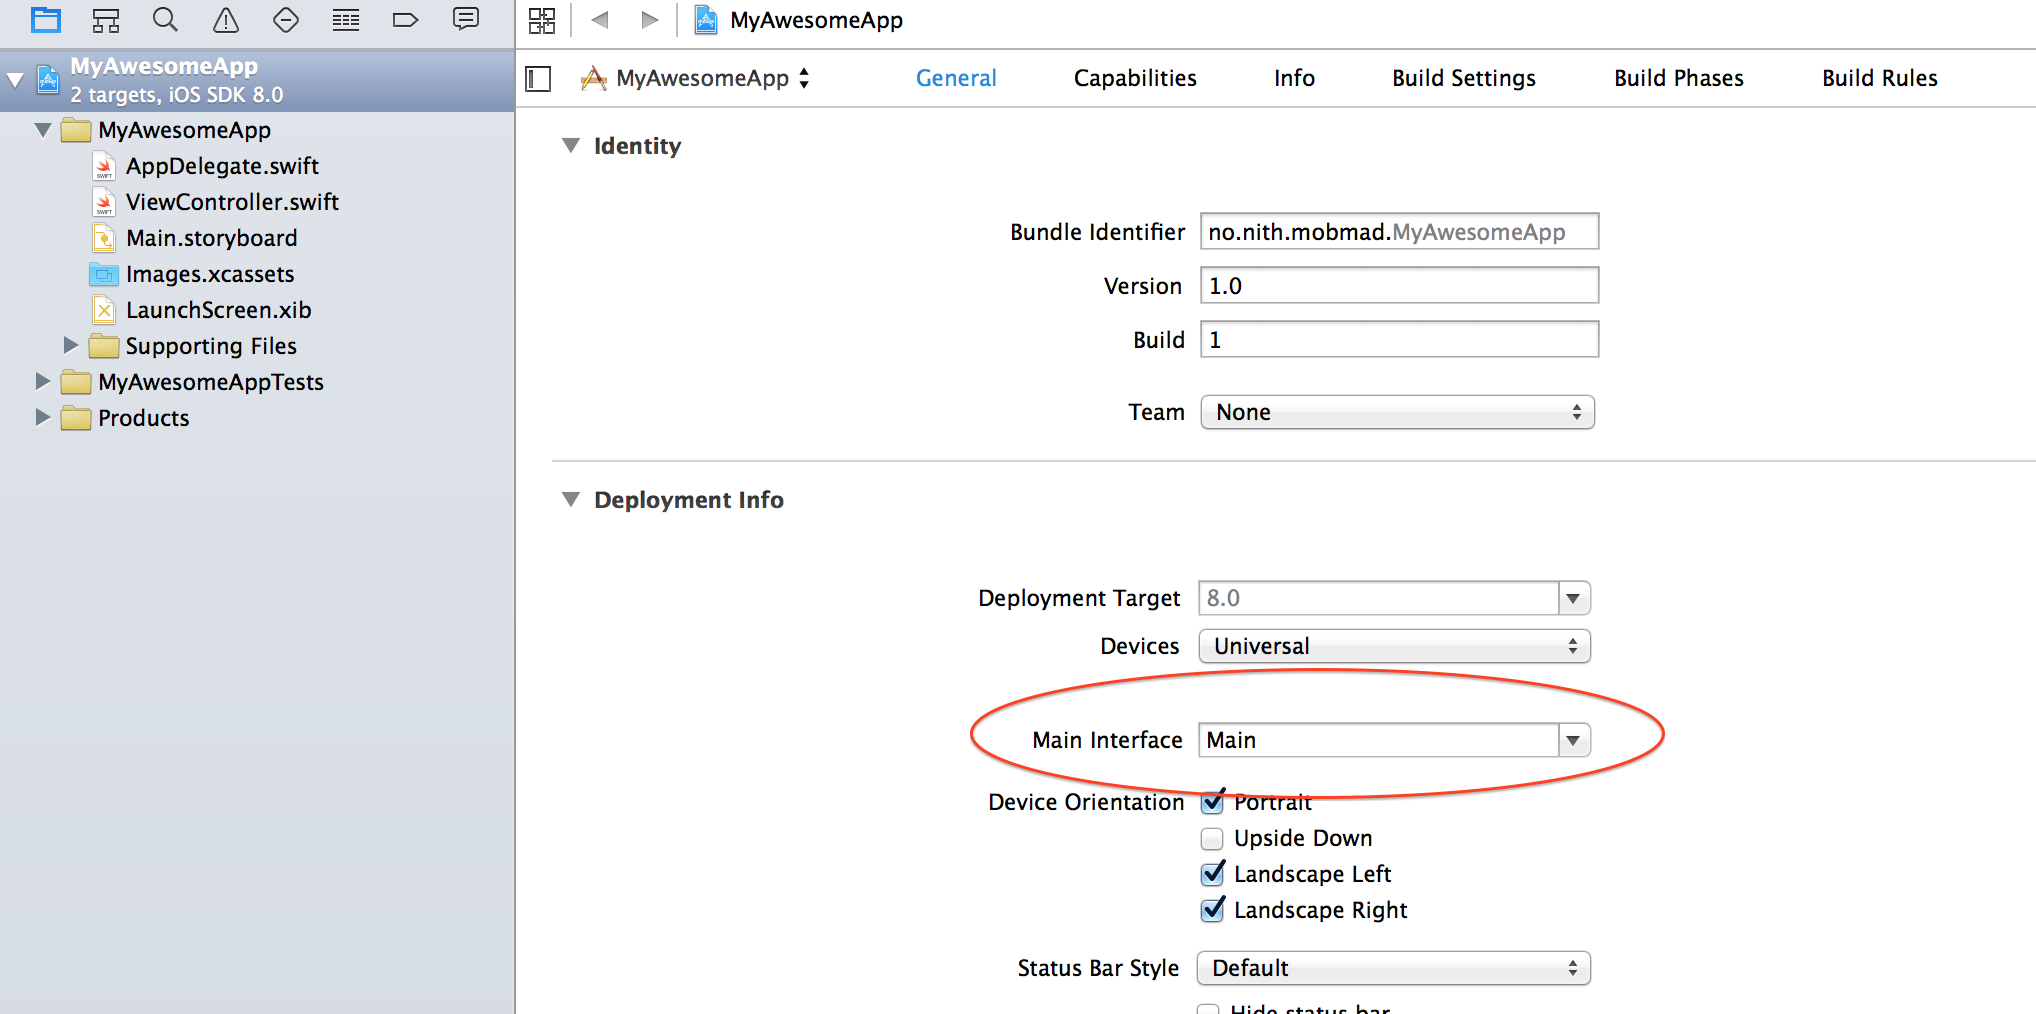 MyAwesomeApp
MyAwesomeApp
2 targets, iOS SDK 8.0
MyAwesomeApp
AppDelegate.swift
ViewController.swift
Main.storyboard
Images.xcassets
LaunchScreen.xib
Supporting Files
MyAwesomeAppTests
Products
MyAwesomeApp General Capabilities Info Build Settings Build Phases Build Rules
Identity
Bundle Identifier no.nith.mobmad.MyAwesomeApp
Version 1.0
Build 1
Team None
Deployment Info
Deployment Target 8.0
Devices Universal
Main Interface Main
Device Orientation Portrait
Upside Down
Landscape Left
Landscape Right
Status Bar Style Default
Hide status bar